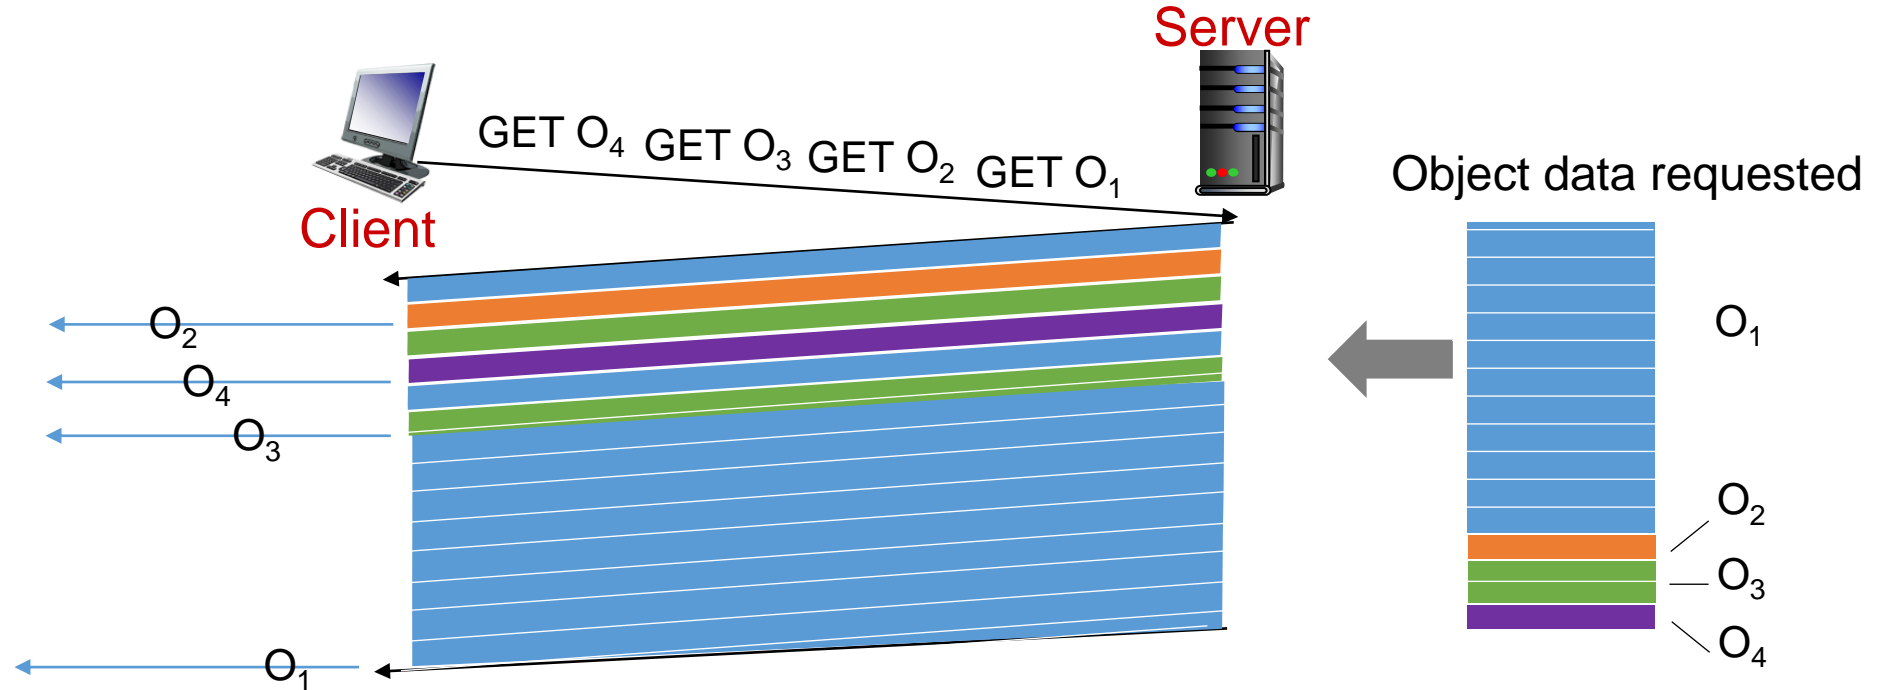 Server
GET O₄ GET O₃ GET O₂ GET O₁
Object data requested
Client
O₂
O₁
O₄
O₃
O₂
O₃
O₄
O₁